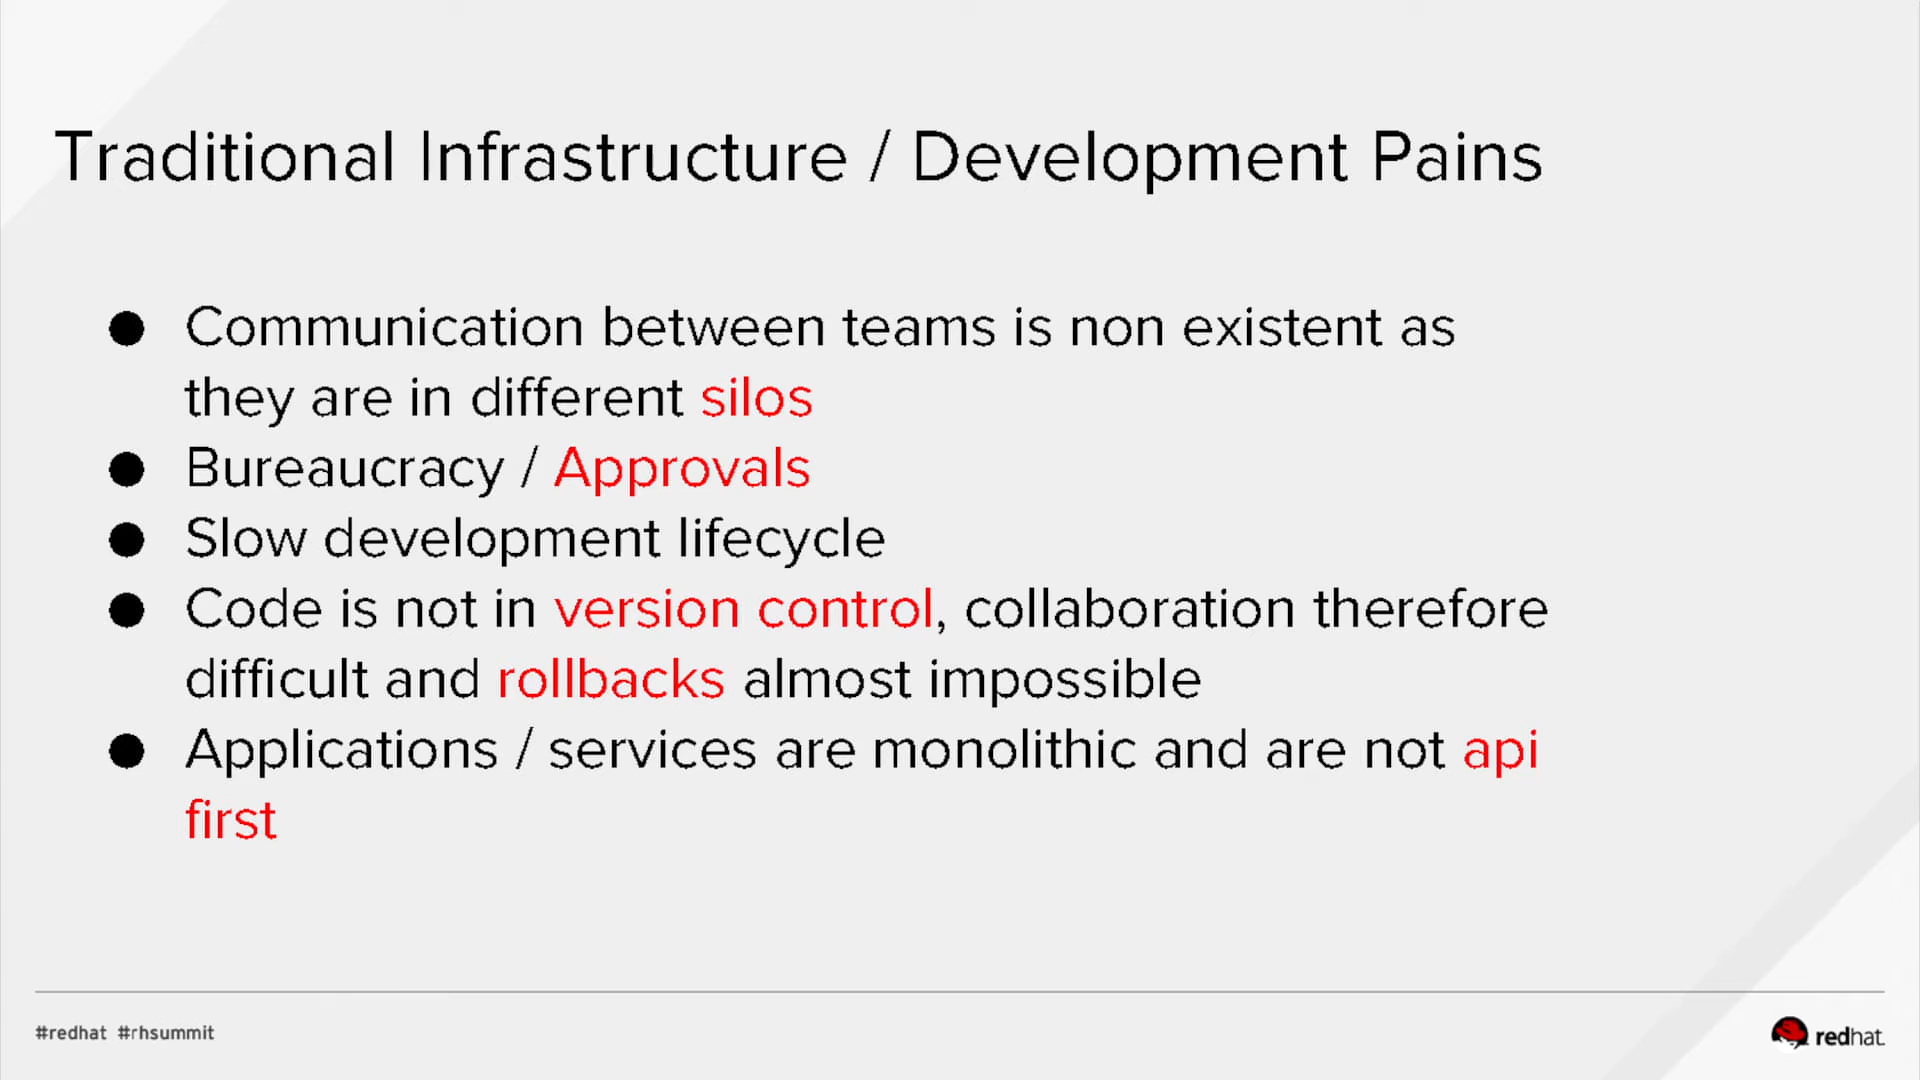 Traditional Infrastructure / Development Pains
● Communication between teams is non existent as
they are in different silos
● Bureaucracy / Approvals
● Slow development lifecycle
● Code is not in version control, collaboration therefore
difficult and rollbacks almost impossible
● Applications / services are monolithic and are not api
first
#redhat #rhsummit
redhat.